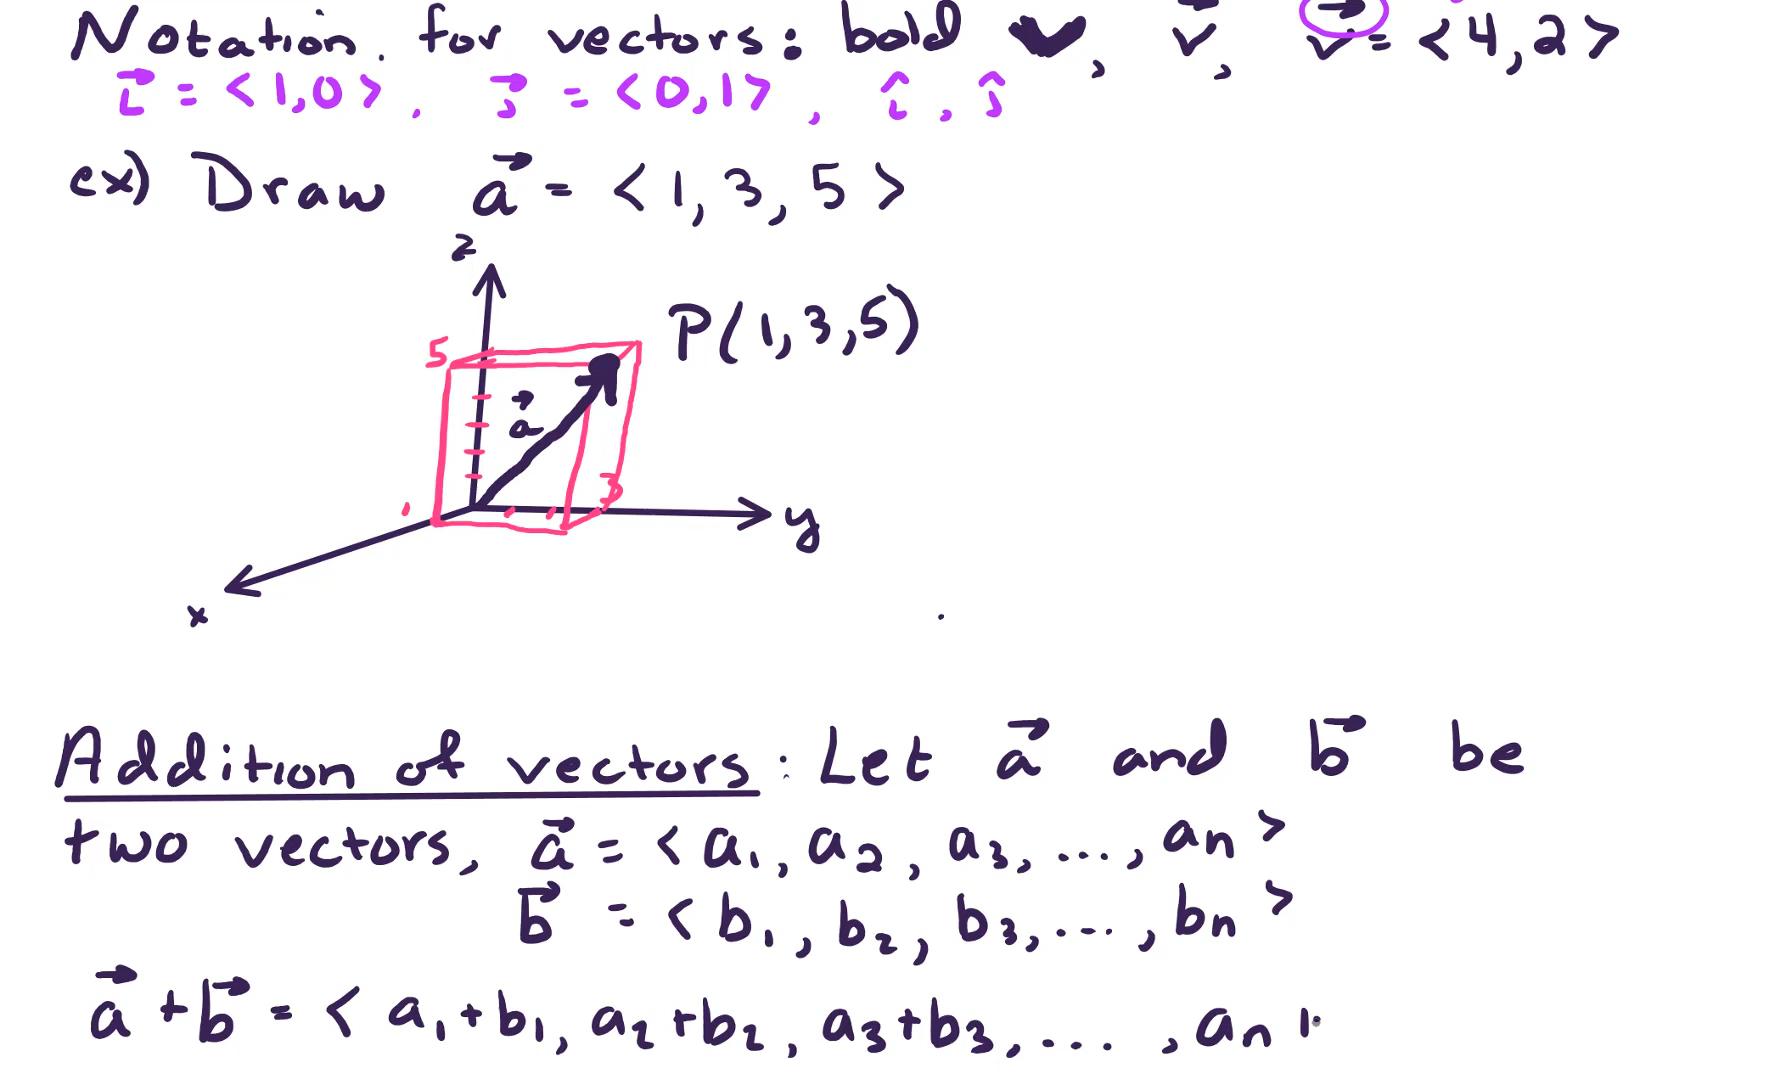 Notation. for vectors: bold v, v⃗, v⃗ = <4,2>
i⃗ = <1,0>, j⃗ = <0,1>, î, ĵ
ex) Draw a⃗ = <1, 3, 5>
z
P(1,3,5)
5
a⃗
3
1
y
x
Addition of vectors: Let a⃗ and b⃗ be
two vectors, a⃗ = <a₁, a₂, a₃, ..., aₙ>
b⃗ = <b₁, b₂, b₃, ..., bₙ>
a⃗ + b⃗ = < a₁+b₁, a₂+b₂, a₃+b₃, ..., aₙ